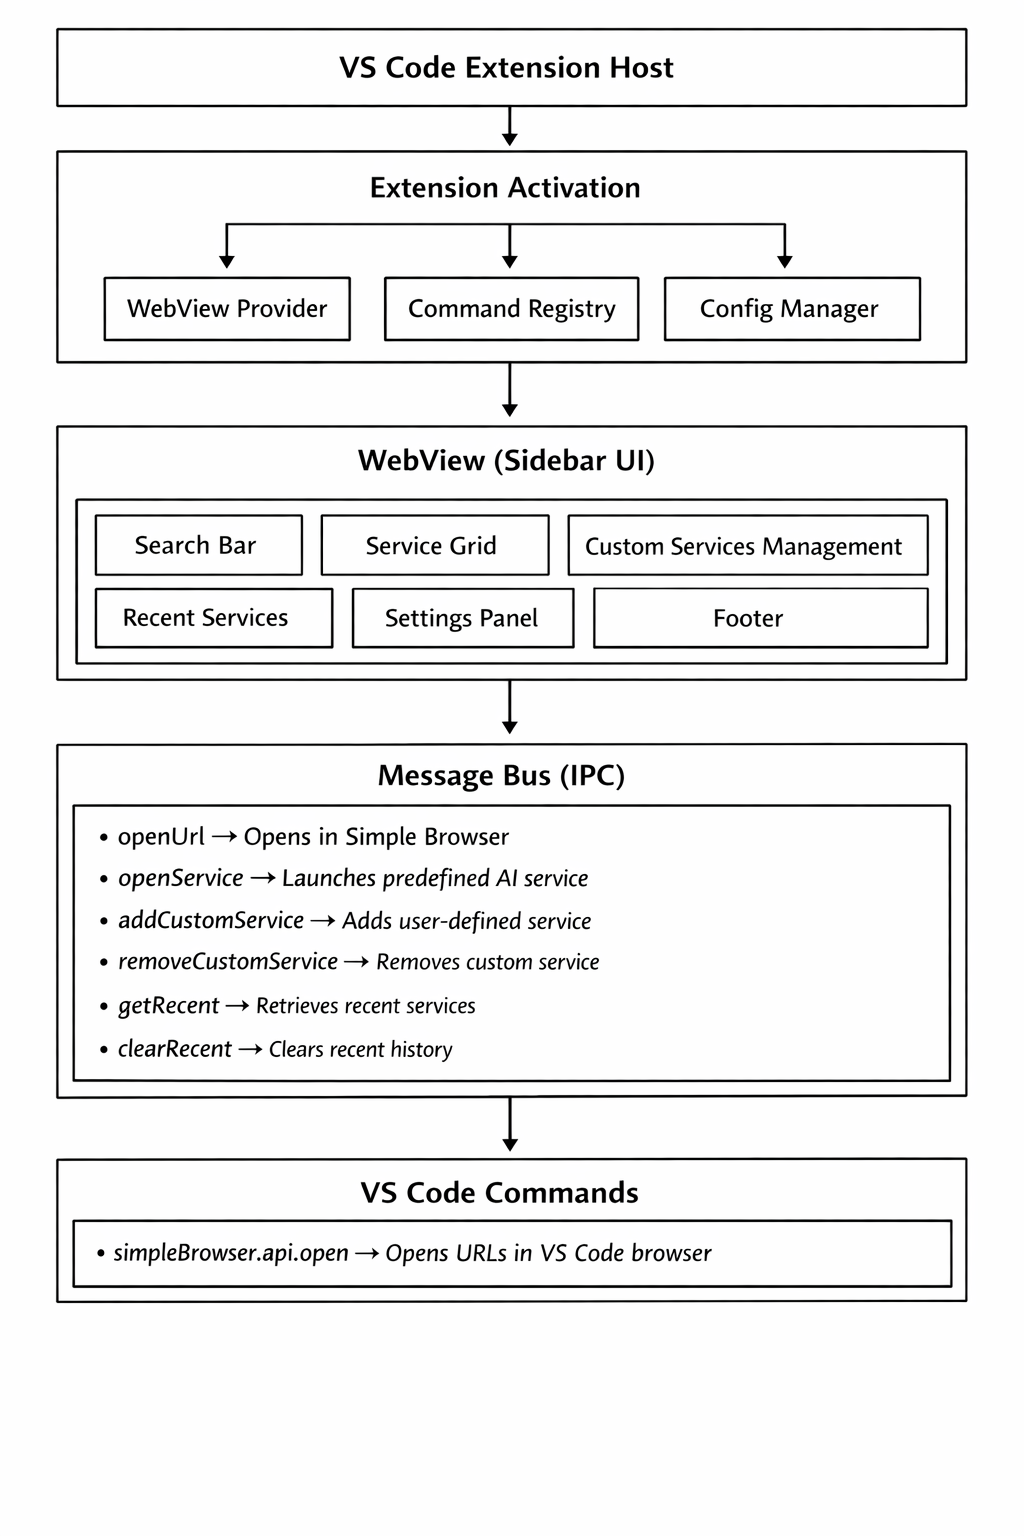 VS Code Extension Host
Extension Activation
WebView Provider
Command Registry
Config Manager
WebView (Sidebar UI)
Search Bar
Service Grid
Custom Services Management
Recent Services
Settings Panel
Footer
Message Bus (IPC)
• openUrl → Opens in Simple Browser
• openService → Launches predefined AI service
• addCustomService → Adds user-defined service
• removeCustomService → Removes custom service
• getRecent → Retrieves recent services
• clearRecent → Clears recent history
VS Code Commands
• simpleBrowser.api.open → Opens URLs in VS Code browser